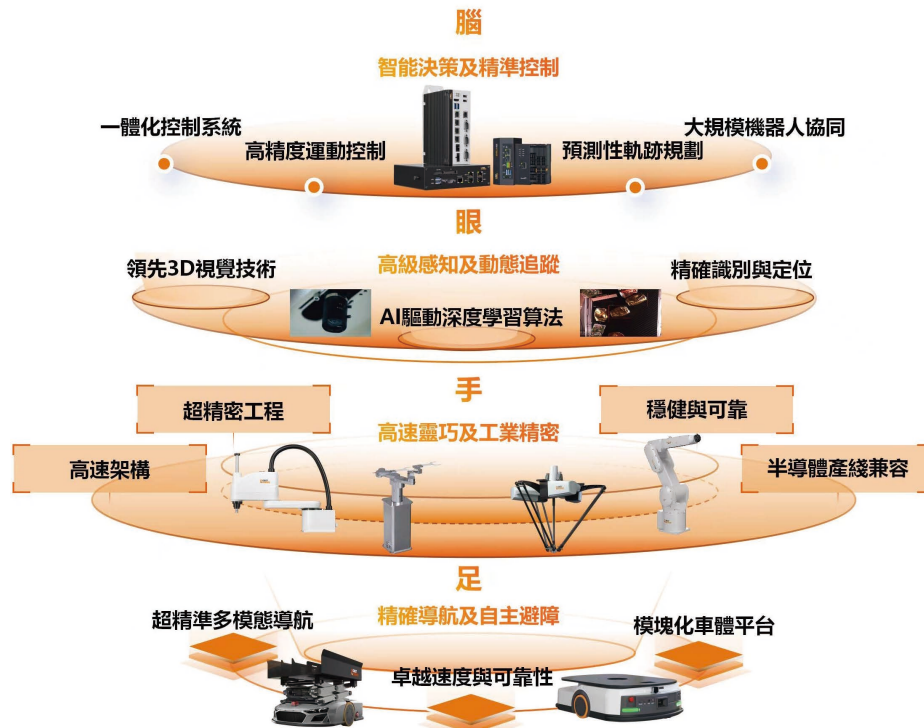 腦
智能決策及精準控制
一體化控制系統
大規模機器人協同
高精度運動控制
預測性軌跡規劃
眼
領先3D視覺技術
高級感知及動態追蹤
精確識別與定位
AI驅動深度學習算法
手
超精密工程
穩健與可靠
高速靈巧及工業精密
高速架構
半導體產綫兼容
足
精確導航及自主避障
超精準多模態導航
模塊化車體平台
卓越速度與可靠性